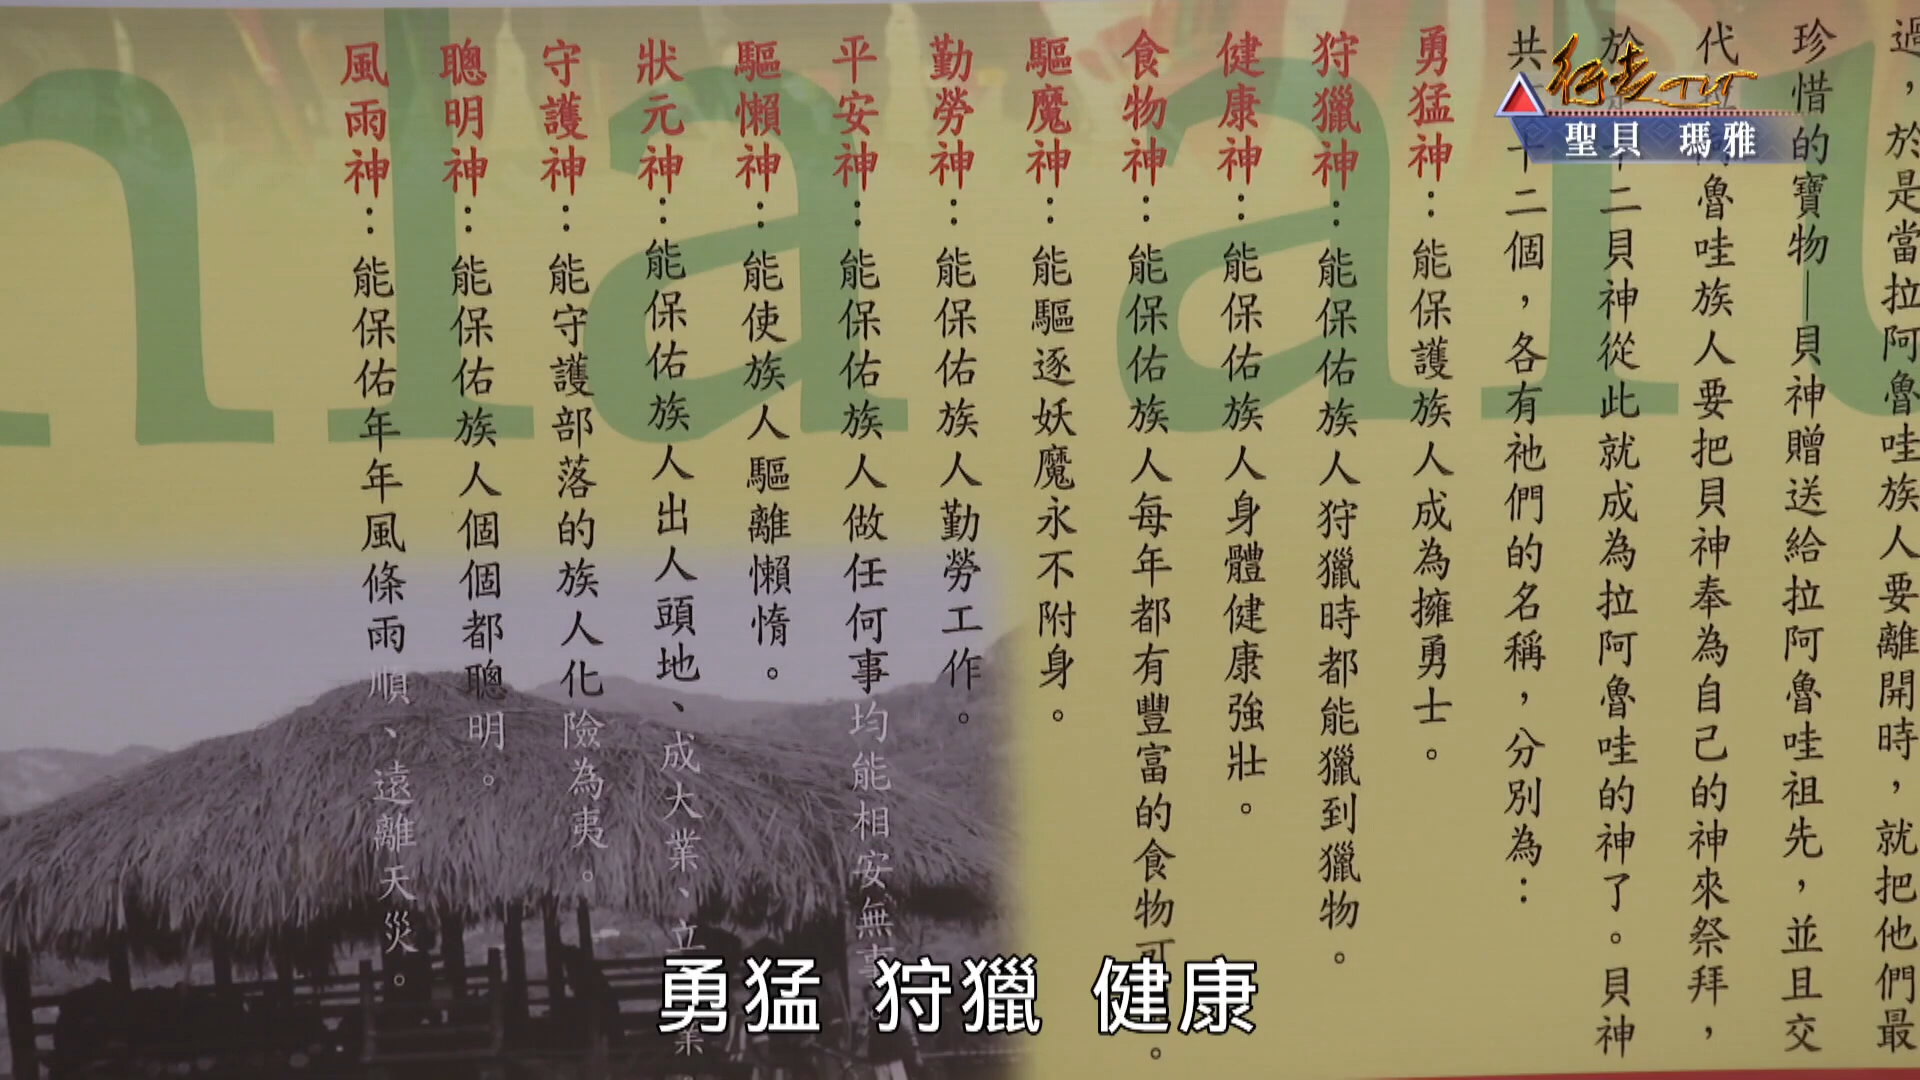 行走TIT
聖貝 瑪雅
過，於是當拉阿魯哇族人要離開時，就把他們最
珍惜的寶物—貝神贈送給拉阿魯哇祖先，並且交
代 魯哇族人要把貝神奉為自己的神來祭拜，
於 十二貝神從此就成為拉阿魯哇的神了。貝神
共 十二個，各有祂們的名稱，分別為：
勇猛神：能保護族人成為擁勇士。
狩獵神：能保佑族人狩獵時都能獵到獵物。
健康神：能保佑族人身體健康強壯。
食物神：能保佑族人每年都有豐富的食物可 。
驅魔神：能驅逐妖魔永不附身。
勤勞神：能保佑族人勤勞工作。
平安神：能保佑族人做任何事均能相安無事
驅懶神：能使族人驅離懶惰。
狀元神：能保佑族人出人頭地、成大業、立 業。
守護神：能守護部落的族人化險為夷。
聰明神：能保佑族人個個都聰明。
風雨神：能保佑年年風條雨順、遠離天災。
勇猛 狩獵 健康